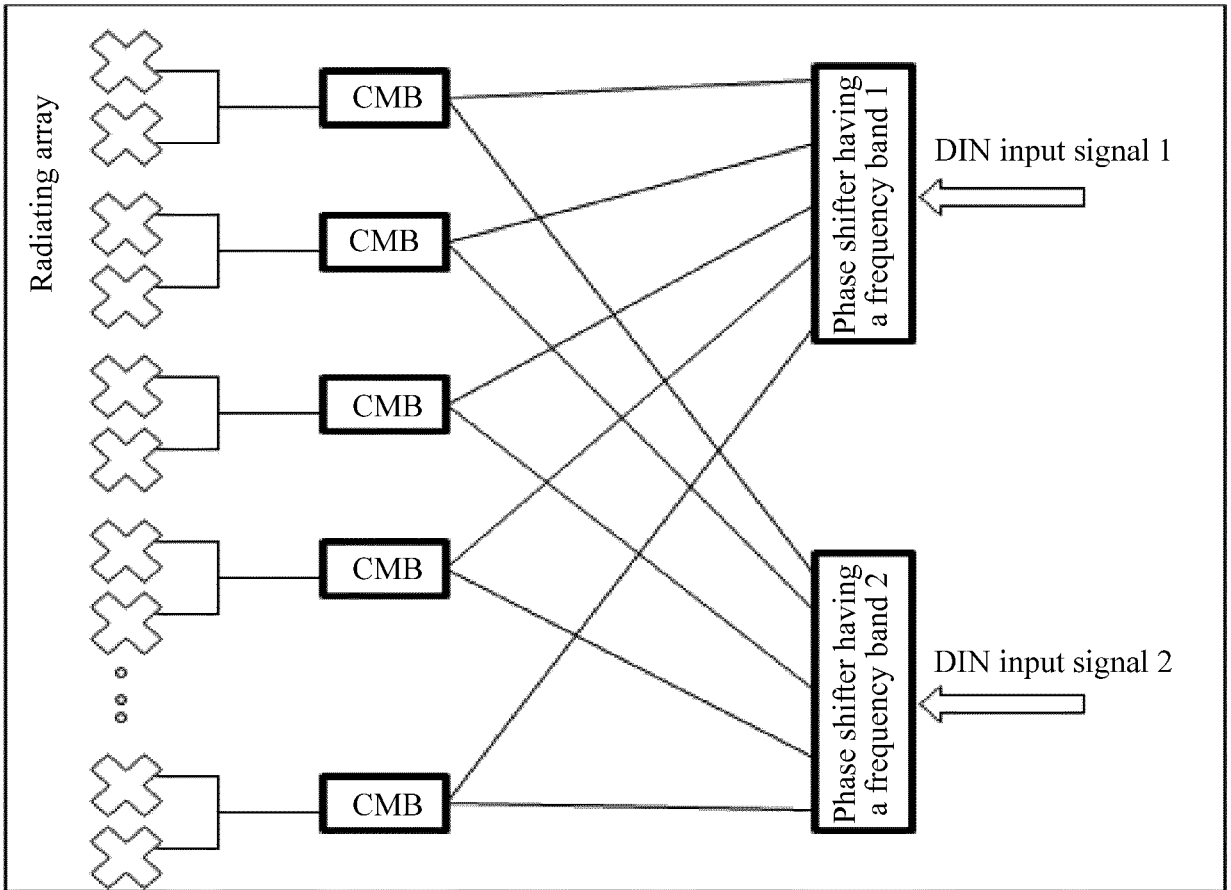 Radiating array
CMB
CMB
CMB
CMB
CMB
Phase shifter having
a frequency band 1
DIN input signal 1
Phase shifter having
a frequency band 2
DIN input signal 2